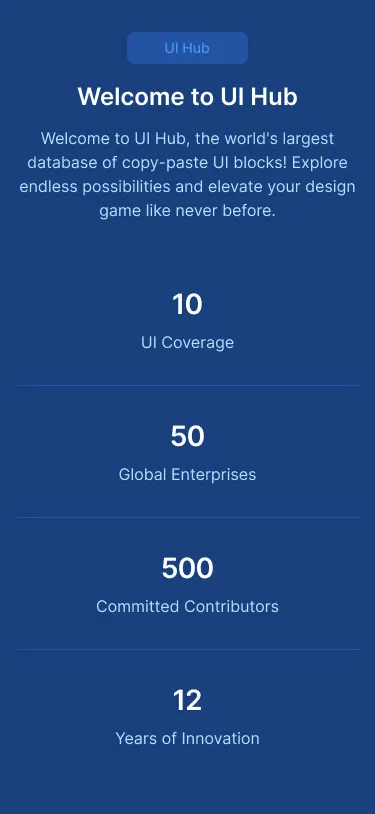 UI Hub
Welcome to UI Hub
Welcome to UI Hub, the world's largest
database of copy-paste UI blocks! Explore
endless possibilities and elevate your design
game like never before.
10
UI Coverage
50
Global Enterprises
500
Committed Contributors
12
Years of Innovation